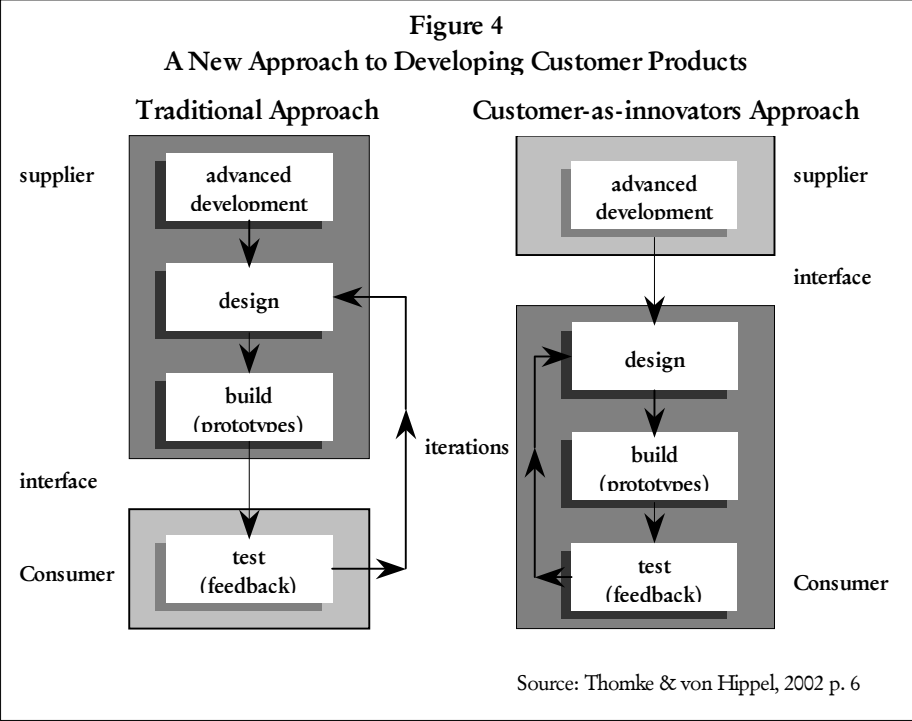 Figure 4
A New Approach to Developing Customer Products
Traditional Approach
supplier
advanced
development
design
build
(prototypes)
interface
Consumer
test
(feedback)
iterations
Customer-as-innovators Approach
advanced
development
supplier
interface
design
build
(prototypes)
test
(feedback)
Consumer
Source: Thomke & von Hippel, 2002 p. 6